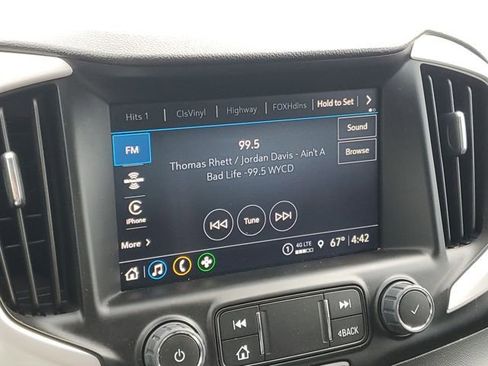 Hits 1 ClsVinyl Highway FOXHdlns Hold to Set
FM
99.5
Sound
Thomas Rhett / Jordan Davis - Ain't A
Bad Life -99.5 WYCD
Browse
iPhone
Tune
More
1 4G LTE 67° 4:42
BACK